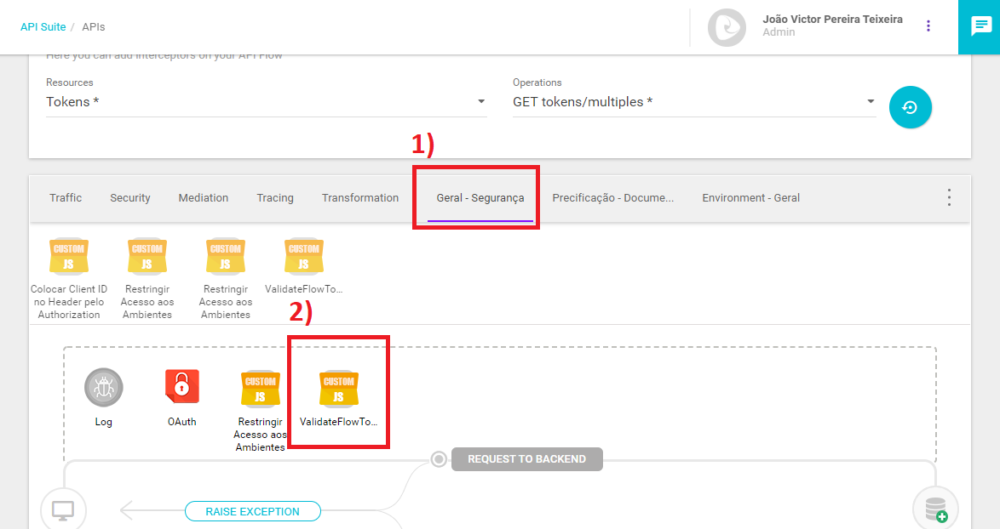 API Suite / APIs
João Victor Pereira Teixeira
Admin
Here you can add interceptors on your API Flow
Resources
Operations
Tokens *
GET tokens/multiples *
1)
Traffic
Security
Mediation
Tracing
Transformation
Geral - Segurança
Precificação - Docume...
Environment - Geral
CUSTOM
JS
CUSTOM
JS
CUSTOM
JS
CUSTOM
JS
Colocar Client ID
no Header pelo
Authorization
Restringir
Acesso aos
Ambientes
Restringir
Acesso aos
Ambientes
ValidateFlowTo...
2)
CUSTOM
JS
CUSTOM
JS
Log
OAuth
Restringir
Acesso aos
Ambientes
ValidateFlowTo...
REQUEST TO BACKEND
RAISE EXCEPTION